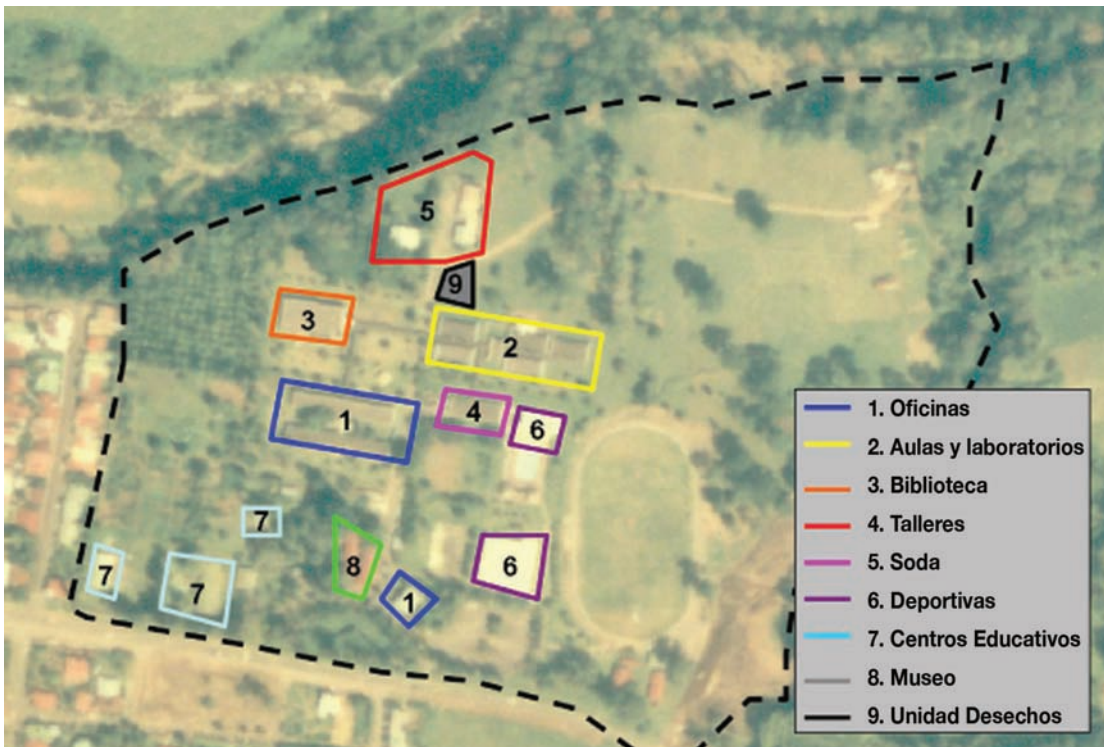 5
9
3
2
4
6
1
7
8
6
7
7
1
1. Oficinas
2. Aulas y laboratorios
3. Biblioteca
4. Talleres
5. Soda
6. Deportivas
7. Centros Educativos
8. Museo
9. Unidad Desechos